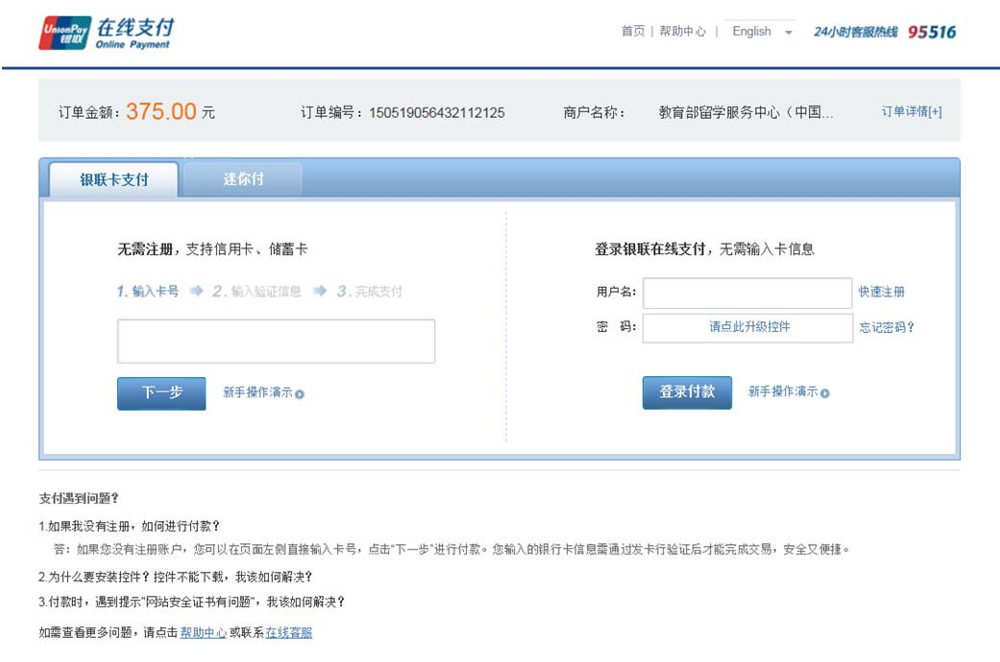 UnionPay 银联 在线支付 Online Payment
首页 | 帮助中心 | English 24小时客服热线 95516
订单金额：375.00 元 订单编号：150519056432112125 商户名称： 教育部留学服务中心（中国... 订单详情[+]
银联卡支付 迷你付
无需注册，支持信用卡、储蓄卡
1. 输入卡号 2. 输入验证信息 3. 完成支付
下一步 新手操作演示
登录银联在线支付，无需输入卡信息
用户名： 快速注册
密 码： 请点此升级控件 忘记密码？
登录付款 新手操作演示
支付遇到问题？
1.如果我没有注册，如何进行付款？
答：如果您没有注册账户，您可以在页面左侧直接输入卡号，点击“下一步”进行付款。您输入的银行卡信息需通过发卡行验证后才能完成交易，安全又便捷。
2.为什么要安装控件？控件不能下载，我该如何解决？
3.付款时，遇到提示"网站安全证书有问题"，我该如何解决？
如需查看更多问题，请点击 帮助中心 或联系 在线客服